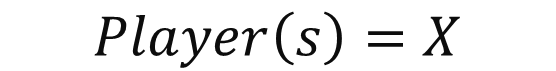 Player(s) = X